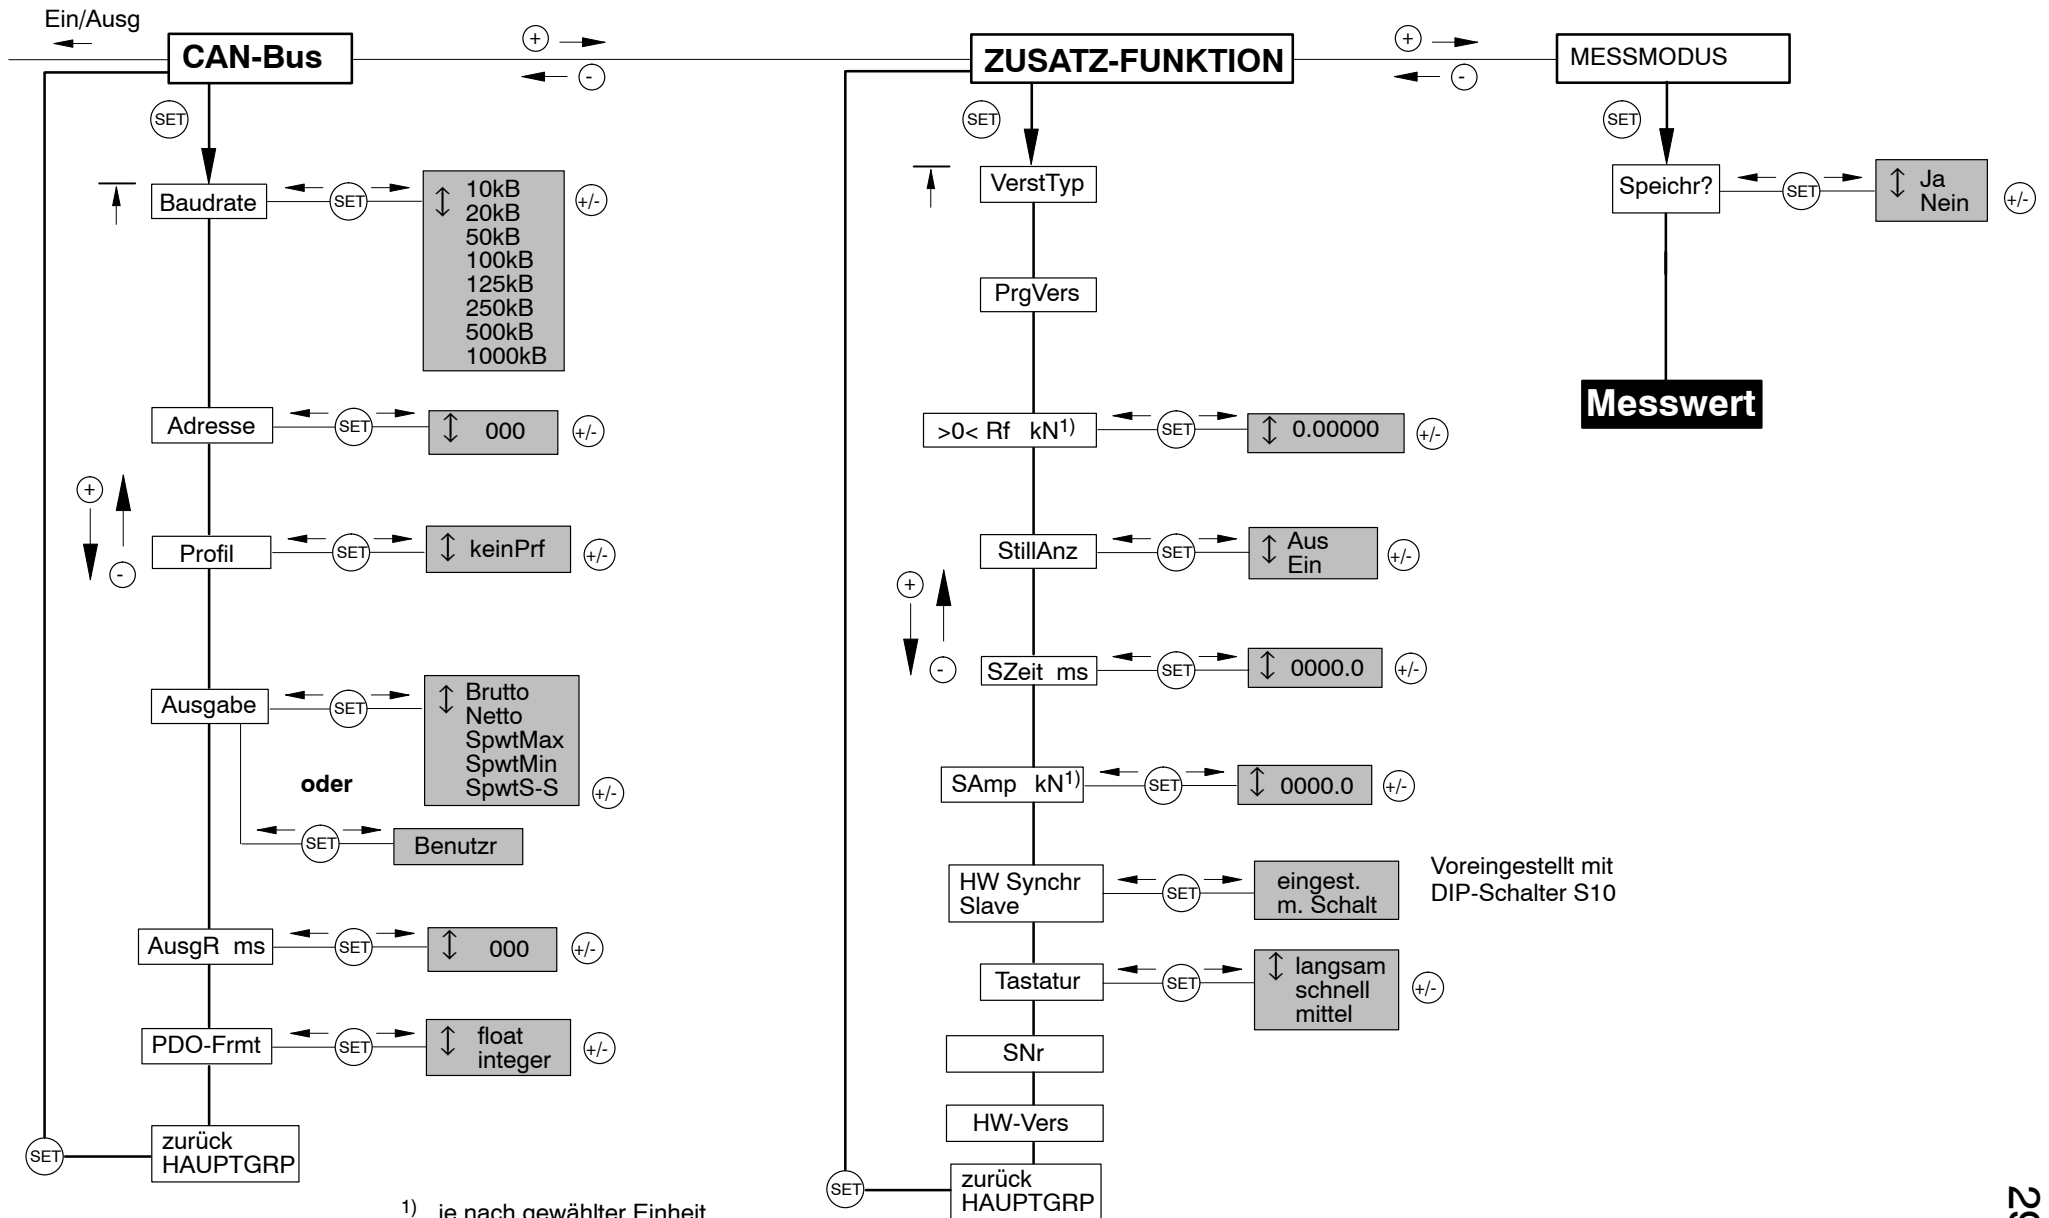 Ein/Ausg
CAN-Bus
+
-
ZUSATZ-FUNKTION
+
-
MESSMODUS
SET
Baudrate
SET
10kB
20kB
50kB
100kB
125kB
250kB
500kB
1000kB
+/-
Adresse
SET
000
+/-
+
-
Profil
SET
keinPrf
+/-
Ausgabe
SET
Brutto
Netto
SpwtMax
SpwtMin
SpwtS-S
+/-
oder
SET
Benutzr
AusgR ms
SET
000
+/-
PDO-Frmt
SET
float
integer
+/-
SET
zurück
HAUPTGRP
1) je nach gewählter Einheit
SET
VerstTyp
PrgVers
>0< Rf kN1)
SET
0.00000
+/-
StillAnz
SET
Aus
Ein
+/-
+
-
SZeit ms
SET
0000.0
+/-
SAmp kN1)
SET
0000.0
+/-
HW Synchr
Slave
SET
eingest.
m. Schalt
Voreingestellt mit
DIP-Schalter S10
Tastatur
SET
langsam
schnell
mittel
+/-
SNr
HW-Vers
SET
zurück
HAUPTGRP
SET
Speichr?
SET
Ja
Nein
+/-
Messwert
29